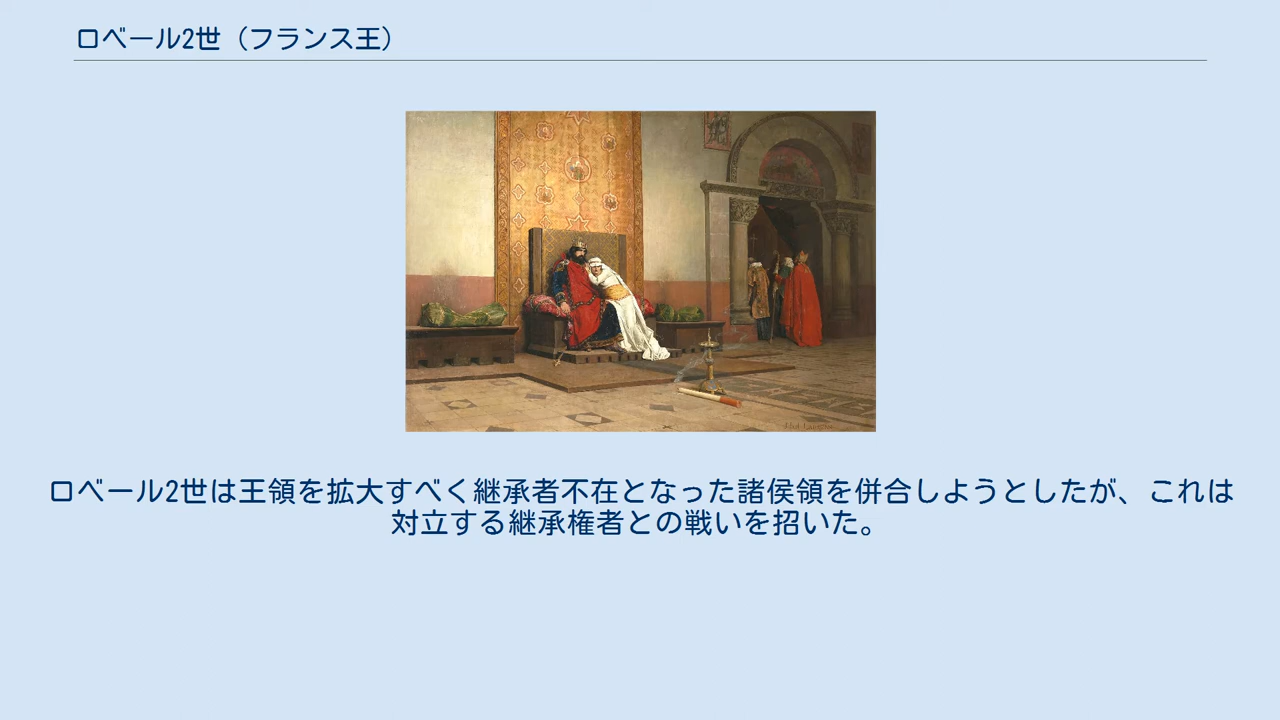 ロベール2世（フランス王）
ロベール2世は王領を拡大すべく継承者不在となった諸侯領を併合しようとしたが、これは
対立する継承権者との戦いを招いた。